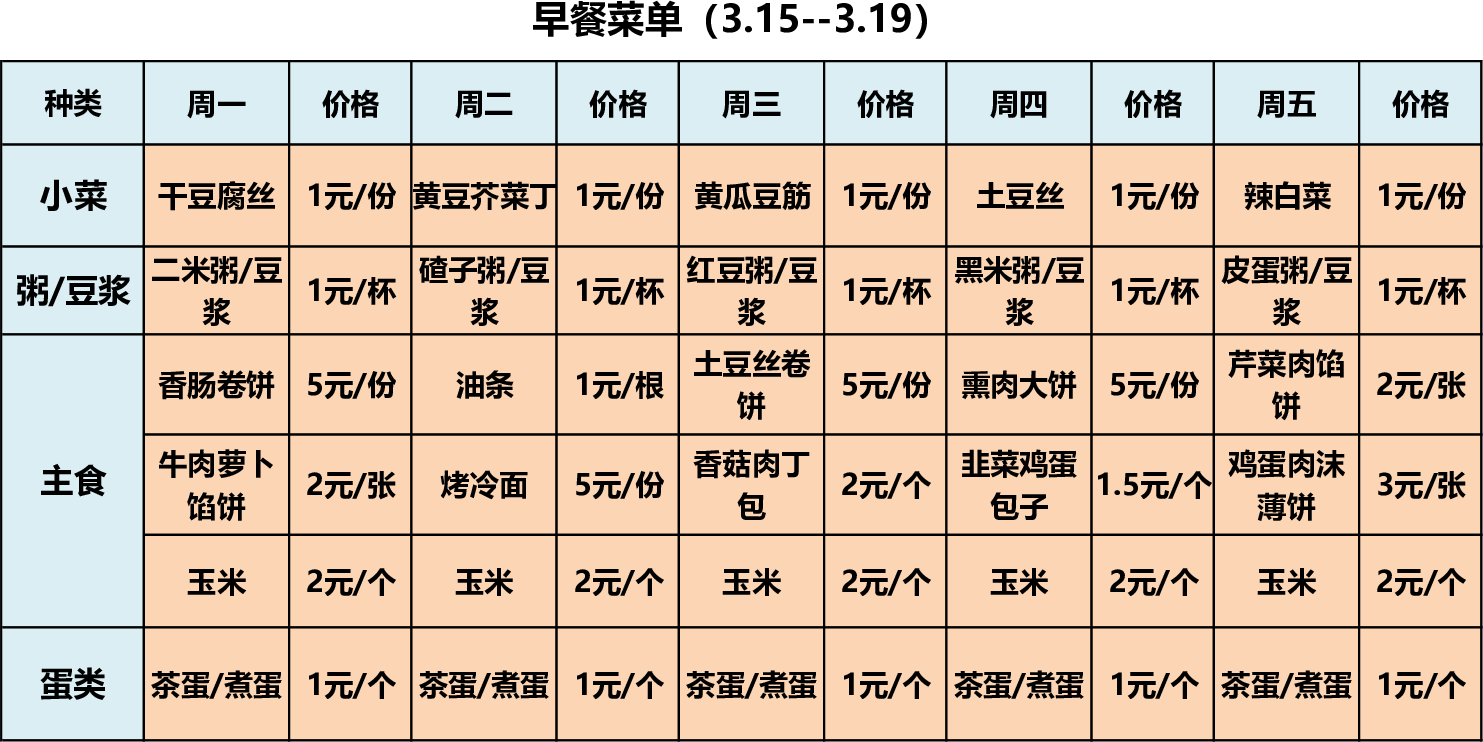 早餐菜单（3.15--3.19）
种类 周一 价格 周二 价格 周三 价格 周四 价格 周五 价格
小菜 干豆腐丝 1元/份 黄豆芥菜丁 1元/份 黄瓜豆筋 1元/份 土豆丝 1元/份 辣白菜 1元/份
粥/豆浆 二米粥/豆浆 1元/杯 碴子粥/豆浆 1元/杯 红豆粥/豆浆 1元/杯 黑米粥/豆浆 1元/杯 皮蛋粥/豆浆 1元/杯
主食 香肠卷饼 5元/份 油条 1元/根 土豆丝卷饼 5元/份 熏肉大饼 5元/份 芹菜肉馅饼 2元/张
牛肉萝卜馅饼 2元/张 烤冷面 5元/份 香菇肉丁包 2元/个 韭菜鸡蛋包子 1.5元/个 鸡蛋肉沫薄饼 3元/张
玉米 2元/个 玉米 2元/个 玉米 2元/个 玉米 2元/个 玉米 2元/个
蛋类 茶蛋/煮蛋 1元/个 茶蛋/煮蛋 1元/个 茶蛋/煮蛋 1元/个 茶蛋/煮蛋 1元/个 茶蛋/煮蛋 1元/个